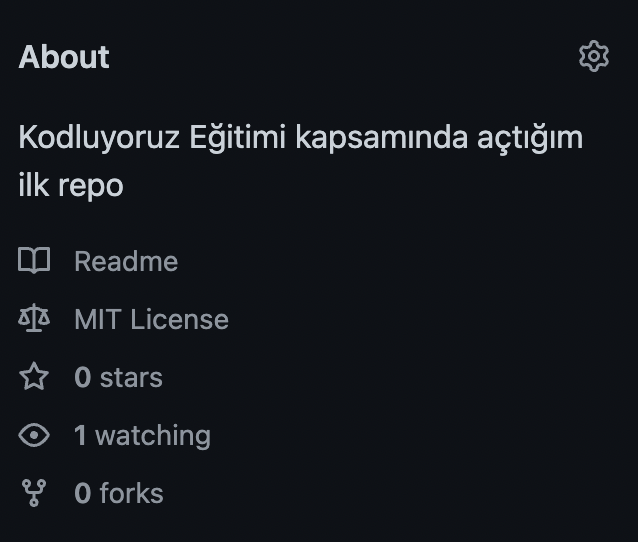 About
Kodluyoruz Eğitimi kapsamında açtığım
ilk repo
Readme
MIT License
0 stars
1 watching
0 forks